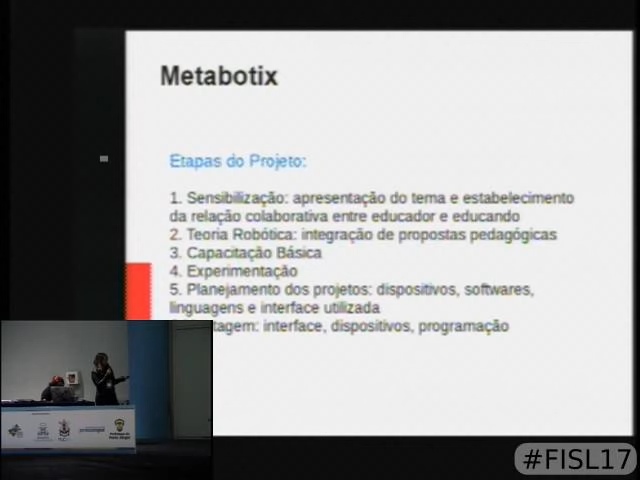 Metabotix
Etapas do Projeto:
1. Sensibilização: apresentação do tema e estabelecimento
da relação colaborativa entre educador e educando
2. Teoria Robótica: integração de propostas pedagógicas
3. Capacitação Básica
4. Experimentação
5. Planejamento dos projetos: dispositivos, softwares,
linguagens e interface utilizada
tagem: interface, dispositivos, programação
#FISL17